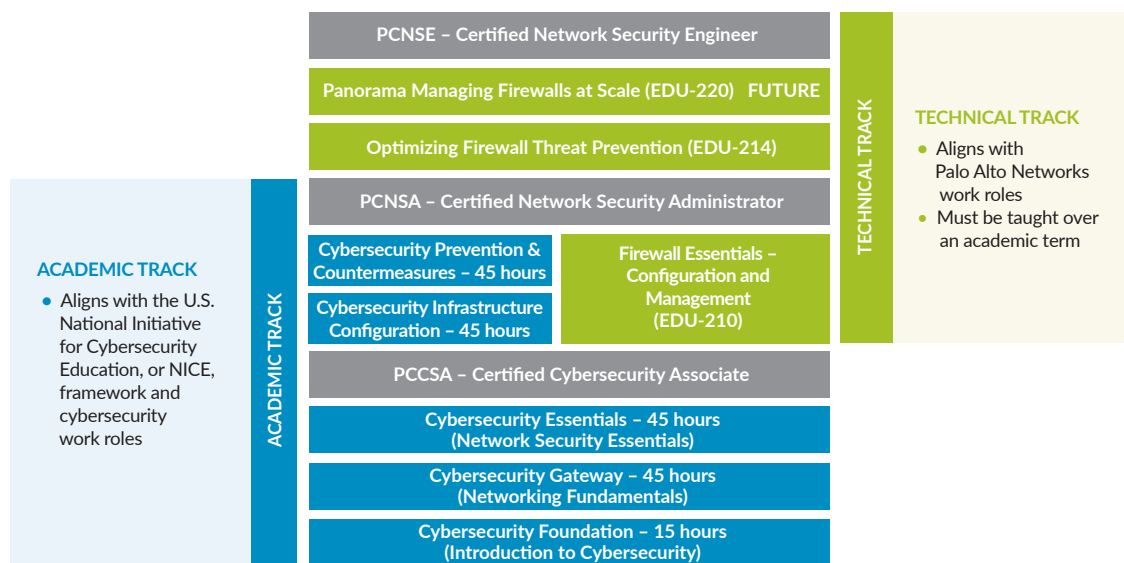 PCNSE – Certified Network Security Engineer
Panorama Managing Firewalls at Scale (EDU-220) FUTURE
Optimizing Firewall Threat Prevention (EDU-214)
PCNSA – Certified Network Security Administrator
Cybersecurity Prevention &
Countermeasures – 45 hours
Cybersecurity Infrastructure
Configuration – 45 hours
Firewall Essentials –
Configuration and
Management
(EDU-210)
PCCSA – Certified Cybersecurity Associate
Cybersecurity Essentials – 45 hours
(Network Security Essentials)
Cybersecurity Gateway – 45 hours
(Networking Fundamentals)
Cybersecurity Foundation – 15 hours
(Introduction to Cybersecurity)
ACADEMIC TRACK
• Aligns with the U.S.
National Initiative
for Cybersecurity
Education, or NICE,
framework and
cybersecurity
work roles
ACADEMIC TRACK
TECHNICAL TRACK
TECHNICAL TRACK
• Aligns with
Palo Alto Networks
work roles
• Must be taught over
an academic term